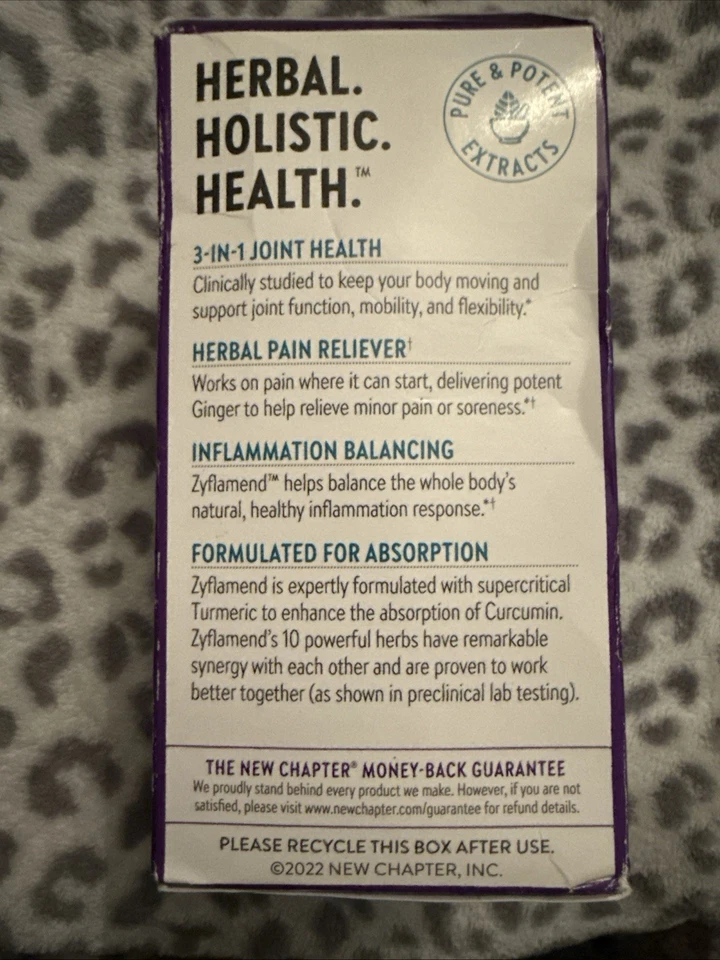 HERBAL.
HOLISTIC.
HEALTH.™
PURE & POTENT
EXTRACTS
3-IN-1 JOINT HEALTH
Clinically studied to keep your body moving and
support joint function, mobility, and flexibility.*
HERBAL PAIN RELIEVER†
Works on pain where it can start, delivering potent
Ginger to help relieve minor pain or soreness.*†
INFLAMMATION BALANCING
Zyflamend™ helps balance the whole body's
natural, healthy inflammation response.*†
FORMULATED FOR ABSORPTION
Zyflamend is expertly formulated with supercritical
Turmeric to enhance the absorption of Curcumin.
Zyflamend's 10 powerful herbs have remarkable
synergy with each other and are proven to work
better together (as shown in preclinical lab testing).
THE NEW CHAPTER® MONEY-BACK GUARANTEE
We proudly stand behind every product we make. However, if you are not
satisfied, please visit www.newchapter.com/guarantee for refund details.
PLEASE RECYCLE THIS BOX AFTER USE.
©2022 NEW CHAPTER, INC.